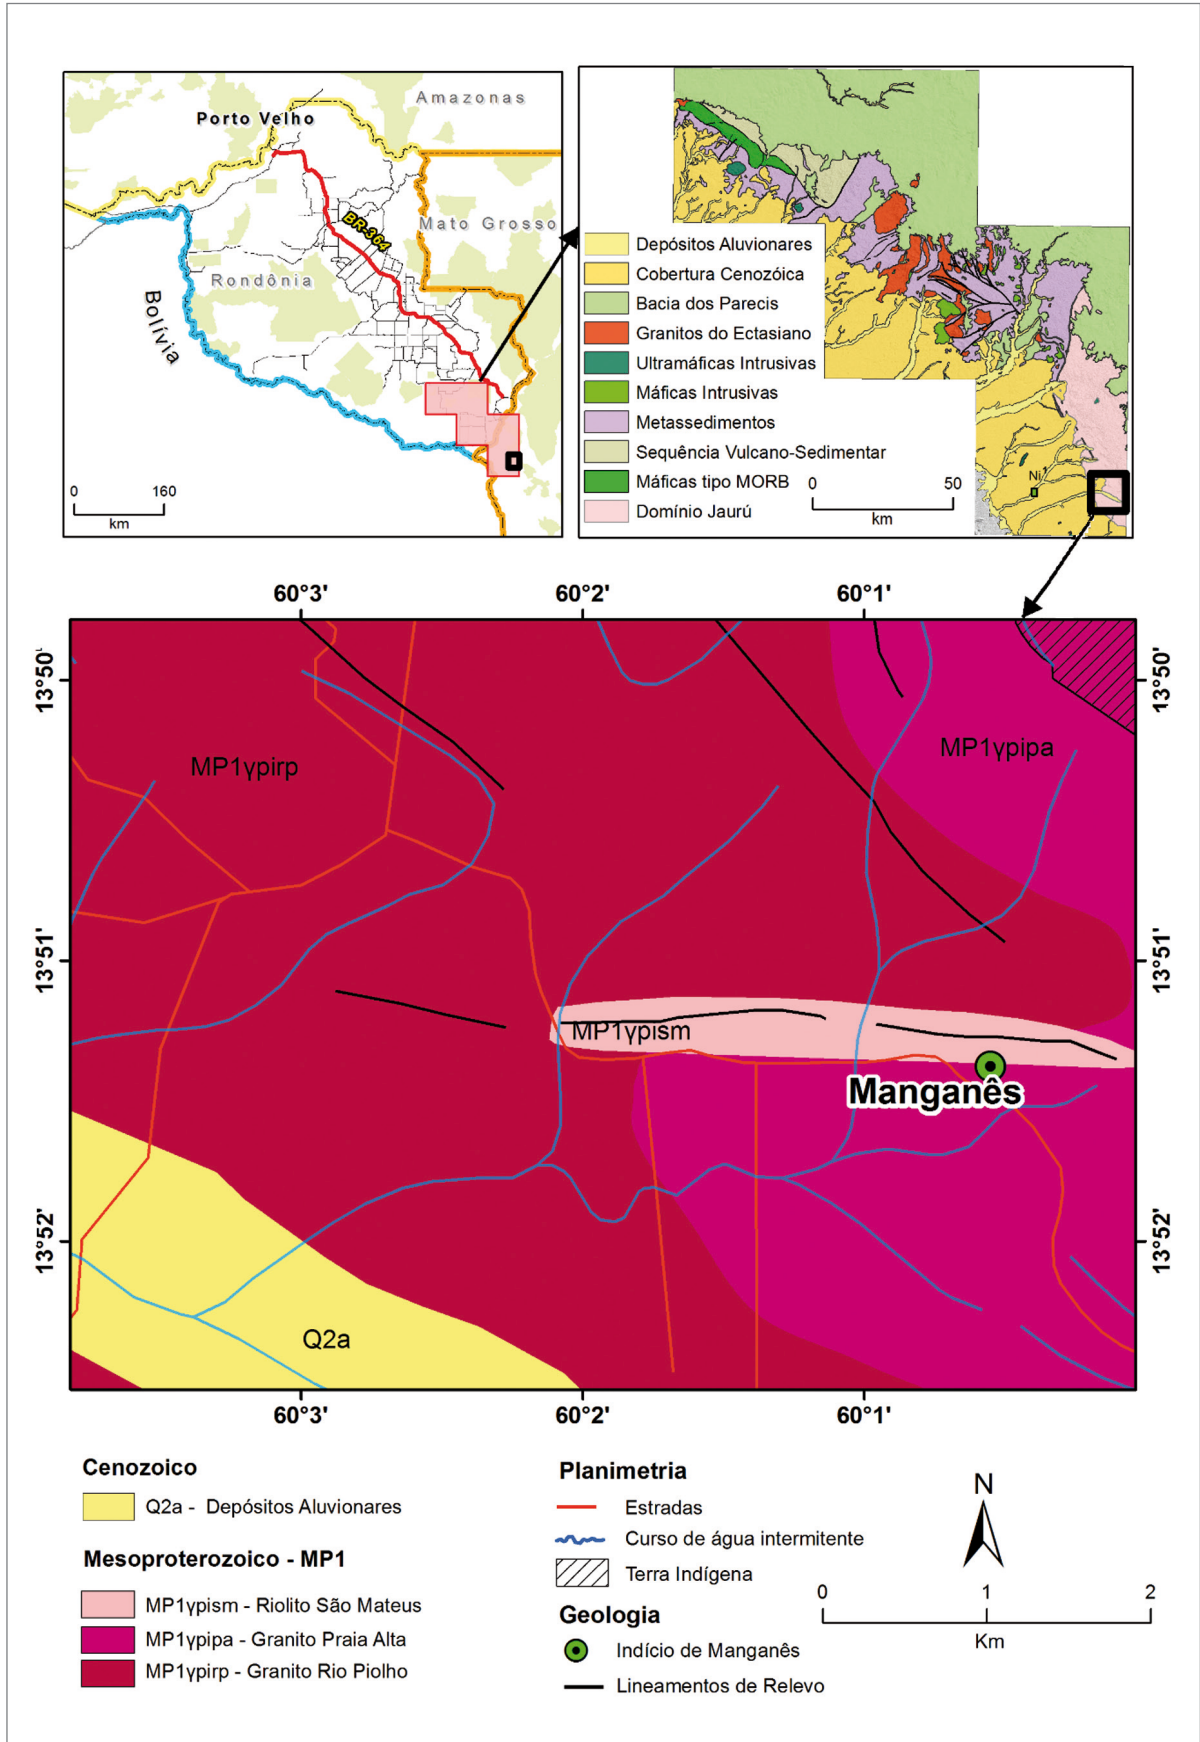 Amazonas
Porto Velho
BR-364
Mato Grosso
Rondônia
Bolívia
0 160
km
Depósitos Aluvionares
Cobertura Cenozóica
Bacia dos Parecis
Granitos do Ectasiano
Ultramáficas Intrusivas
Máficas Intrusivas
Metassedimentos
Sequência Vulcano-Sedimentar
Máficas tipo MORB
Domínio Jaurú
0 50
km
Ni
60°3' 60°2' 60°1'
13°50' 13°50'
MP1γpirp
MP1γpipa
13°51' 13°51'
MP1γpism
Manganês
13°52' 13°52'
Q2a
60°3' 60°2' 60°1'
Cenozoico
Q2a - Depósitos Aluvionares
Mesoproterozoico - MP1
MP1γpism - Riolito São Mateus
MP1γpipa - Granito Praia Alta
MP1γpirp - Granito Rio Piolho
Planimetria
Estradas
Curso de água intermitente
Terra Indígena
Geologia
Indício de Manganês
Lineamentos de Relevo
N
0 1 2
Km